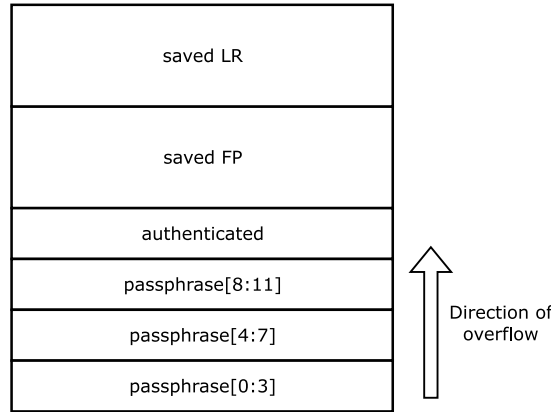 saved LR
saved FP
authenticated
passphrase[8:11]
passphrase[4:7]
passphrase[0:3]
Direction of
overflow